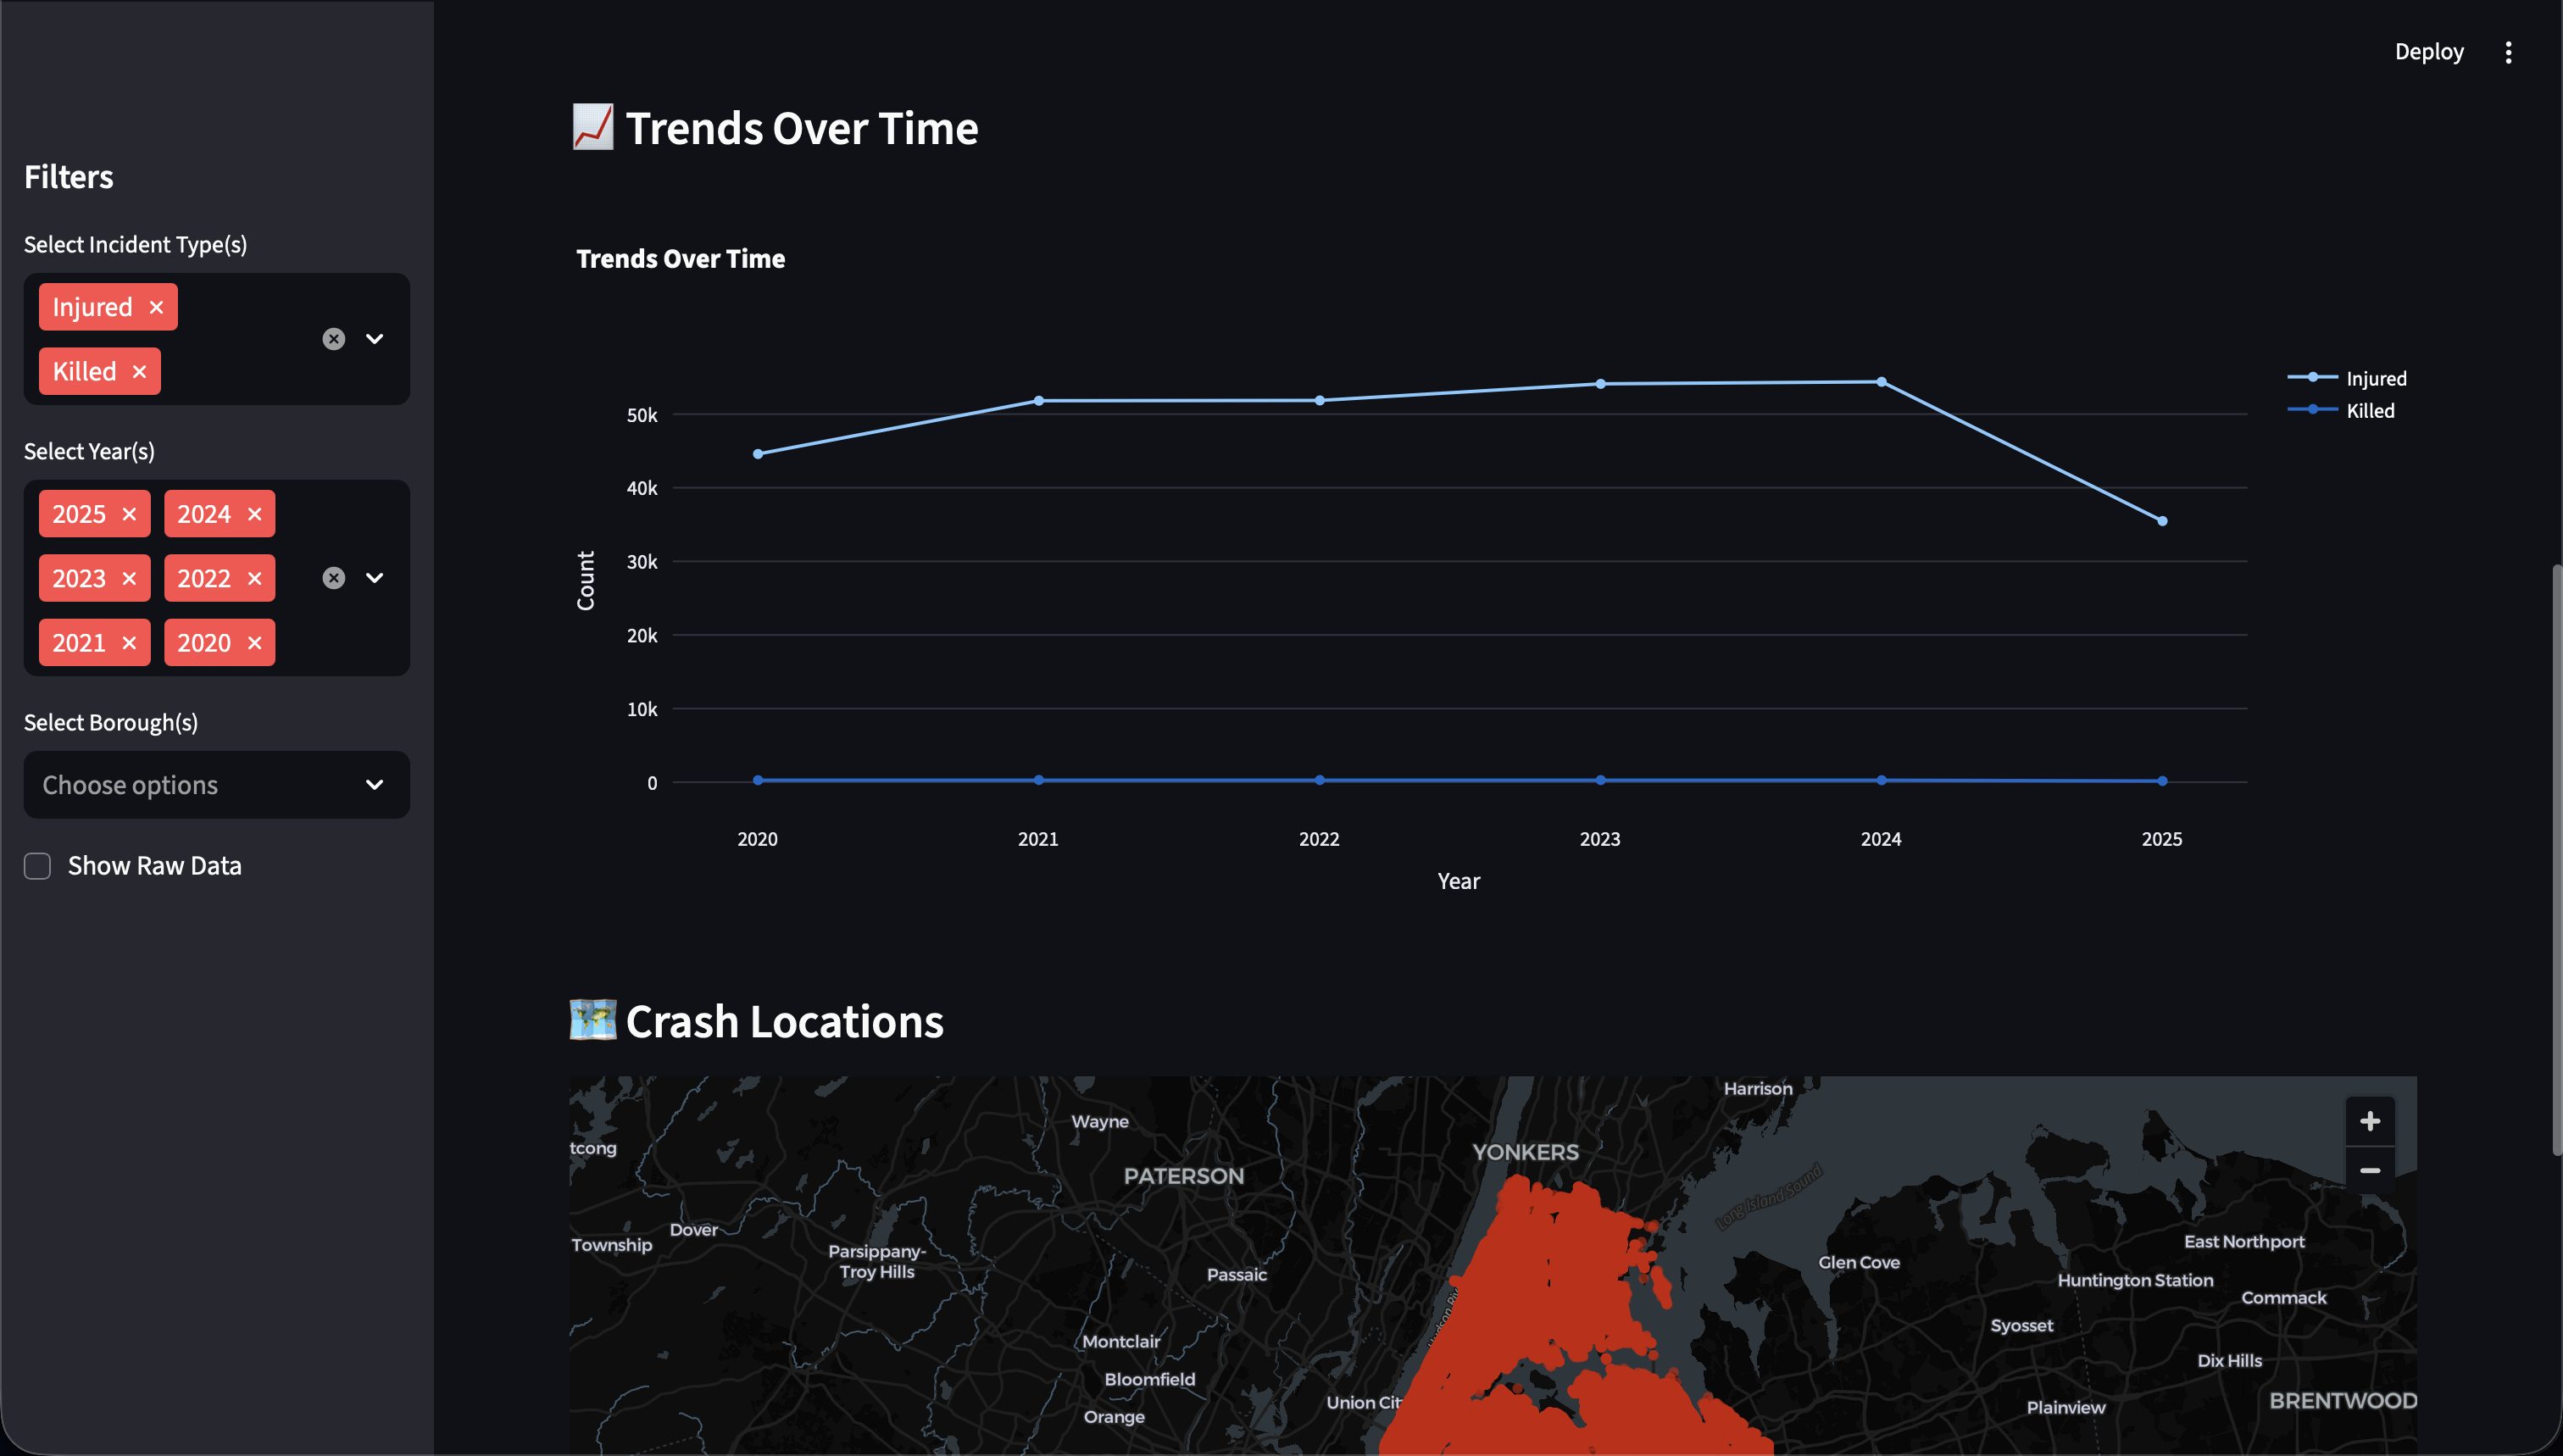 Deploy
Filters
Select Incident Type(s)
Injured
Killed
Select Year(s)
2025 2024
2023 2022
2021 2020
Select Borough(s)
Choose options
Show Raw Data
Trends Over Time
Trends Over Time
Injured
Killed
50k
40k
30k
20k
10k
0
Count
2020 2021 2022 2023 2024 2025
Year
Crash Locations
Harrison
Wayne
tcong
YONKERS
PATERSON
Long Island Sound
Dover
Township
East Northport
Parsippany-
Troy Hills
Glen Cove
Passaic
Huntington Station
Commack
Syosset
Montclair
Dix Hills
Bloomfield
Union Cit
BRENTWOOD
Plainview
Orange